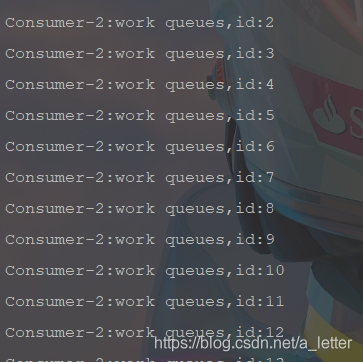 Consumer-2:work queues,id:2
Consumer-2:work queues,id:3
Consumer-2:work queues,id:4
Consumer-2:work queues,id:5
Consumer-2:work queues,id:6
Consumer-2:work queues,id:7
Consumer-2:work queues,id:8
Consumer-2:work queues,id:9
Consumer-2:work queues,id:10
Consumer-2:work queues,id:11
Consumer-2:work queues,id:12
https://blog.csdn.net/a_letter